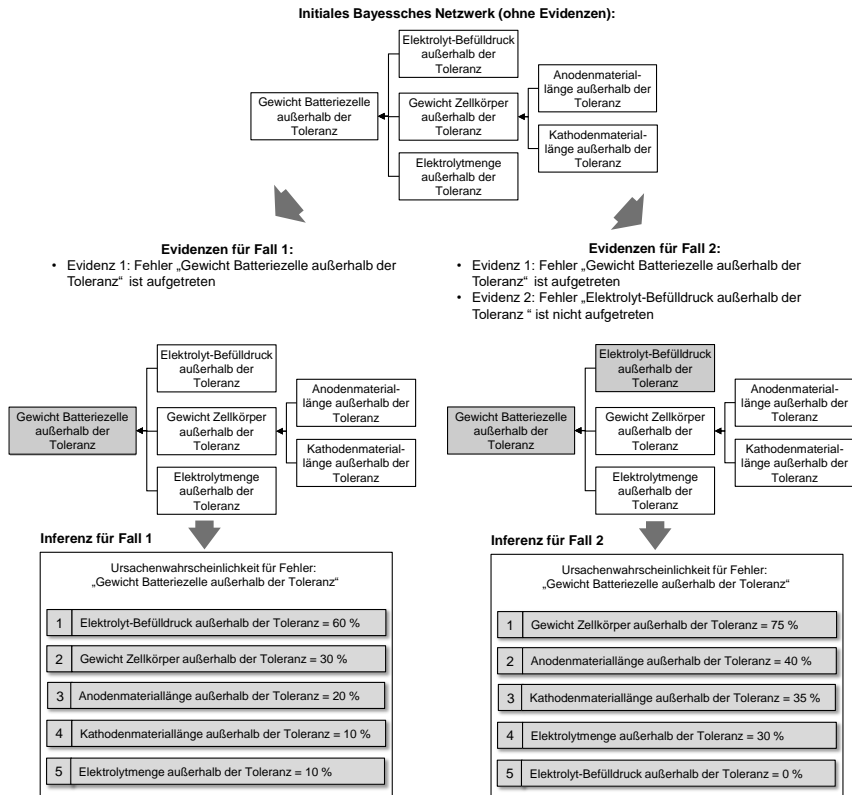 Initiales Bayessches Netzwerk (ohne Evidenzen):
Elektrolyt-Befülldruck
außerhalb der
Toleranz
Gewicht Batteriezelle
außerhalb der
Toleranz
Gewicht Zellkörper
außerhalb der
Toleranz
Elektrolytmenge
außerhalb der
Toleranz
Anodenmaterial-
länge außerhalb der
Toleranz
Kathodenmaterial-
länge außerhalb der
Toleranz
Evidenzen für Fall 1:
• Evidenz 1: Fehler „Gewicht Batteriezelle außerhalb der
Toleranz“ ist aufgetreten
Evidenzen für Fall 2:
• Evidenz 1: Fehler „Gewicht Batteriezelle außerhalb der
Toleranz“ ist aufgetreten
• Evidenz 2: Fehler „Elektrolyt-Befülldruck außerhalb der
Toleranz “ ist nicht aufgetreten
Elektrolyt-Befülldruck
außerhalb der
Toleranz
Gewicht Batteriezelle
außerhalb der
Toleranz
Gewicht Zellkörper
außerhalb der
Toleranz
Elektrolytmenge
außerhalb der
Toleranz
Anodenmaterial-
länge außerhalb der
Toleranz
Kathodenmaterial-
länge außerhalb der
Toleranz
Elektrolyt-Befülldruck
außerhalb der
Toleranz
Gewicht Batteriezelle
außerhalb der
Toleranz
Gewicht Zellkörper
außerhalb der
Toleranz
Elektrolytmenge
außerhalb der
Toleranz
Anodenmaterial-
länge außerhalb der
Toleranz
Kathodenmaterial-
länge außerhalb der
Toleranz
Inferenz für Fall 1
Ursachenwahrscheinlichkeit für Fehler:
„Gewicht Batteriezelle außerhalb der Toleranz“
1 Elektrolyt-Befülldruck außerhalb der Toleranz = 60 %
2 Gewicht Zellkörper außerhalb der Toleranz = 30 %
3 Anodenmateriallänge außerhalb der Toleranz = 20 %
4 Kathodenmateriallänge außerhalb der Toleranz = 10 %
5 Elektrolytmenge außerhalb der Toleranz = 10 %
Inferenz für Fall 2
Ursachenwahrscheinlichkeit für Fehler:
„Gewicht Batteriezelle außerhalb der Toleranz“
1 Gewicht Zellkörper außerhalb der Toleranz = 75 %
2 Anodenmateriallänge außerhalb der Toleranz = 40 %
3 Kathodenmateriallänge außerhalb der Toleranz = 35 %
4 Elektrolytmenge außerhalb der Toleranz = 30 %
5 Elektrolyt-Befülldruck außerhalb der Toleranz = 0 %